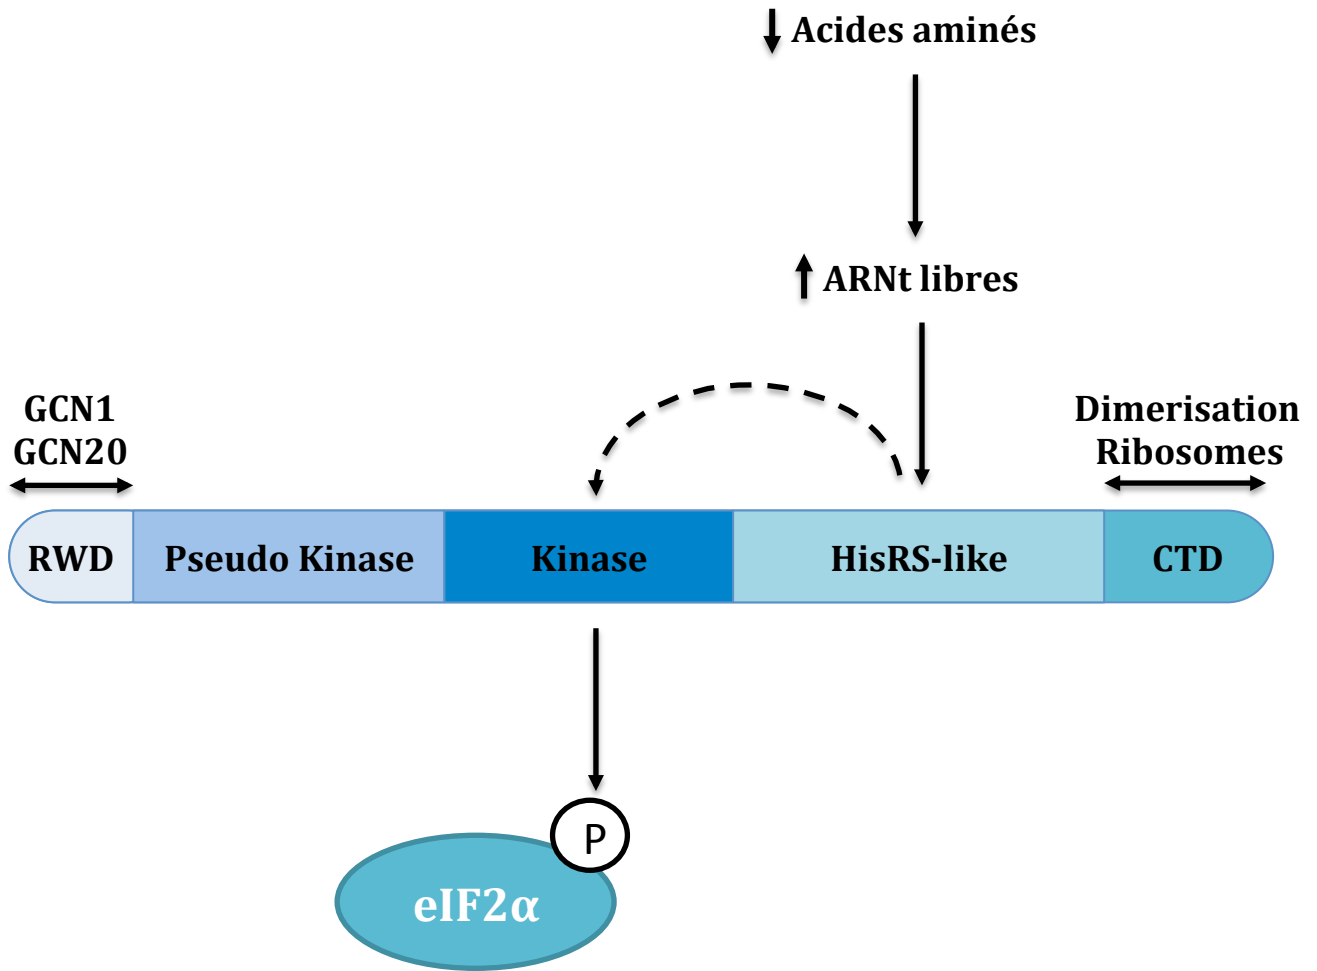 Acides aminés
ARNt libres
GCN1
GCN20
Dimerisation
Ribosomes
RWD
Pseudo Kinase
Kinase
HisRS-like
CTD
P
eIF2α